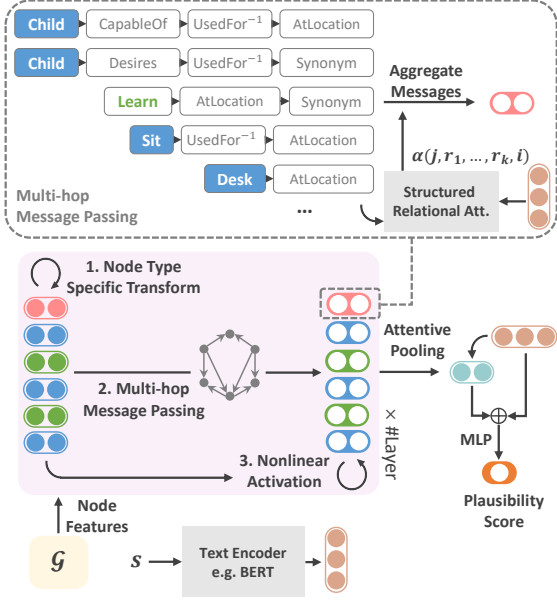 Child CapableOf UsedFor⁻¹ AtLocation
Child Desires UsedFor⁻¹ Synonym
Learn AtLocation Synonym
Sit UsedFor⁻¹ AtLocation
Desk AtLocation
...
Aggregate
Messages
α(j, r₁, ..., rₖ, i)
Structured
Relational Att.
Multi-hop
Message Passing
1. Node Type
Specific Transform
2. Multi-hop
Message Passing
3. Nonlinear
Activation
× #Layer
Attentive
Pooling
MLP
Plausibility
Score
Node
Features
𝒢
s
Text Encoder
e.g. BERT